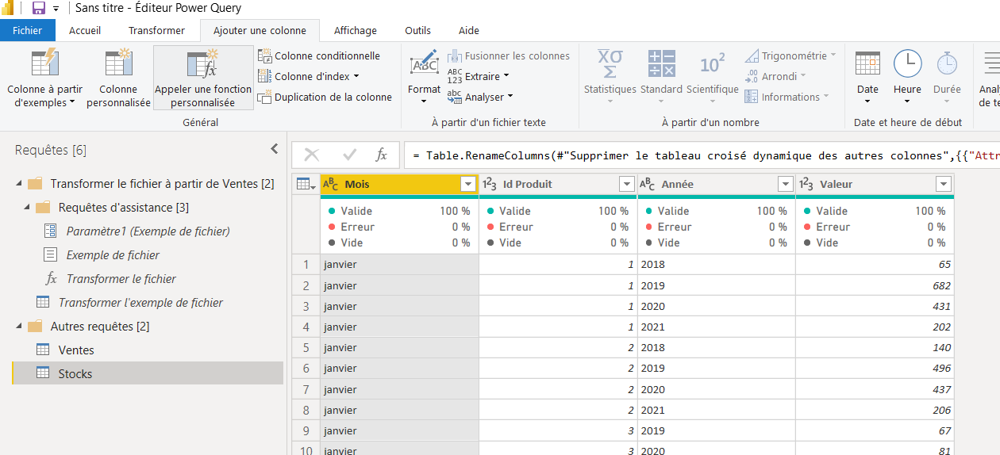 Sans titre - Éditeur Power Query
Fichier Accueil Transformer Ajouter une colonne Affichage Outils Aide
Colonne à partir d'exemples
Colonne personnalisée
Appeler une fonction personnalisée
Colonne conditionnelle
Colonne d'index
Duplication de la colonne
Général
Format
Fusionner les colonnes
Extraire
Analyser
À partir d'un fichier texte
Statistiques
Standard
Scientifique
Trigonométrie
Arrondi
Informations
À partir d'un nombre
Date
Heure
Durée
Date et heure de début
Requêtes [6]
= Table.RenameColumns(#"Supprimer le tableau croisé dynamique des autres colonnes",{{"Attr
Transformer le fichier à partir de Ventes [2]
Requêtes d'assistance [3]
Paramètre1 (Exemple de fichier)
Exemple de fichier
fx Transformer le fichier
Transformer l'exemple de fichier
Autres requêtes [2]
Ventes
Stocks
ABC Mois 123 Id Produit ABC Année 123 Valeur
Valide 100 % Valide 100 % Valide 100 % Valide 100 %
Erreur 0 % Erreur 0 % Erreur 0 % Erreur 0 %
Vide 0 % Vide 0 % Vide 0 % Vide 0 %
1 janvier 1 2018 65
2 janvier 1 2019 682
3 janvier 1 2020 431
4 janvier 1 2021 202
5 janvier 2 2018 140
6 janvier 2 2019 496
7 janvier 2 2020 437
8 janvier 2 2021 206
9 janvier 3 2019 67
10 janvier 3 2020 81